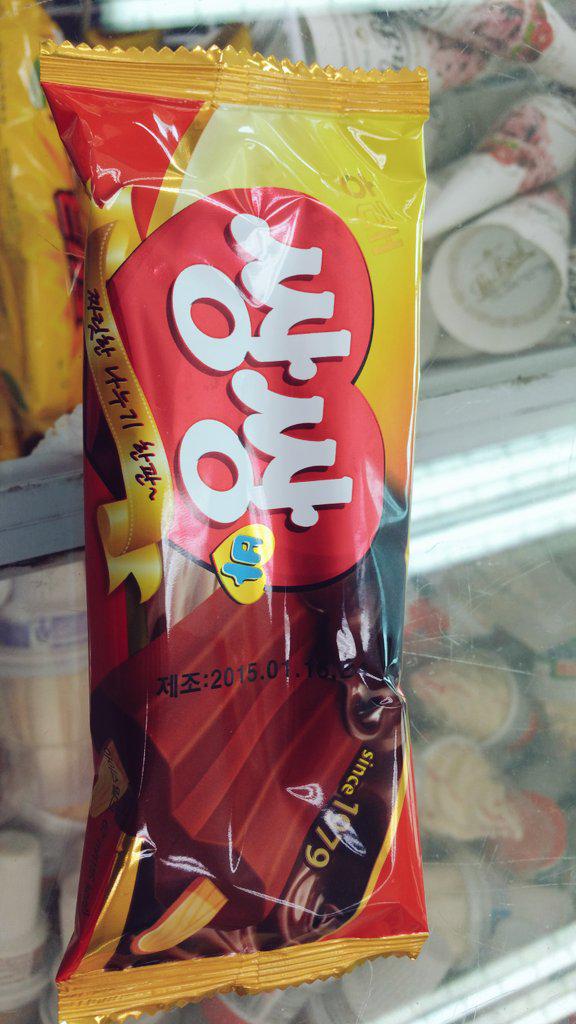 쌍쌍
바
짜릿한 나누기 한판~
제조:2015.01.16.
since 1979